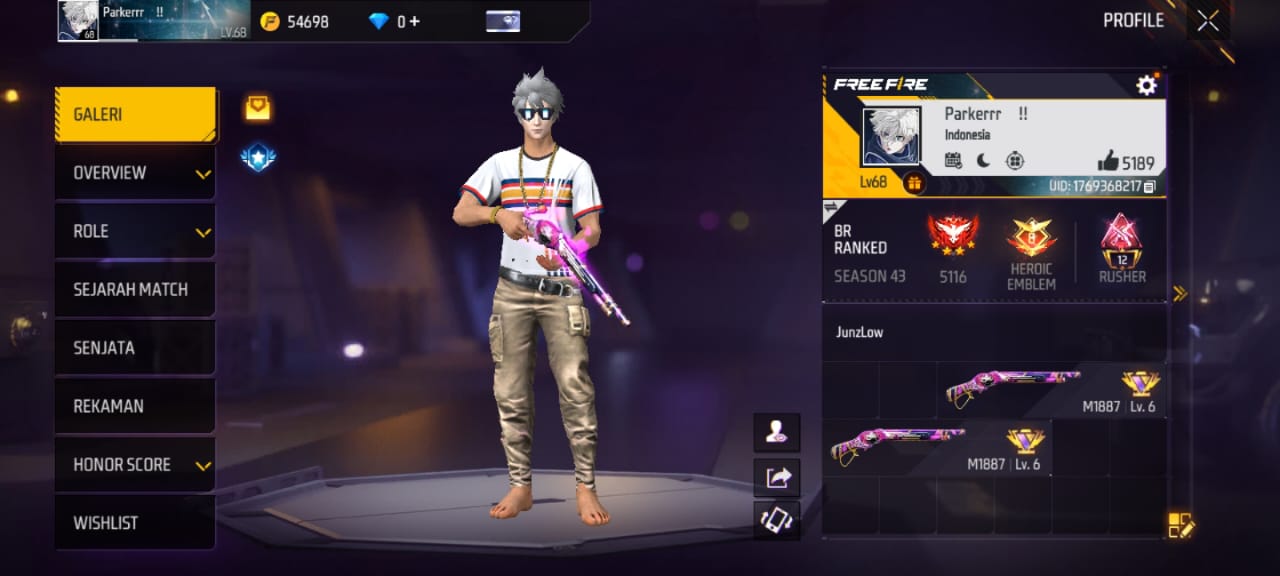 Parkerrr !!
68
LV.68
54698
0 +
PROFILE
GALERI
OVERVIEW
ROLE
SEJARAH MATCH
SENJATA
REKAMAN
HONOR SCORE
WISHLIST
FREE FIRE
Parkerrr !!
Indonesia
5189
Lv68
UID: 1769368217
BR
RANKED
SEASON 43
5116
8
HEROIC
EMBLEM
12
RUSHER
JunzLow
M1887 Lv. 6
M1887 Lv. 6